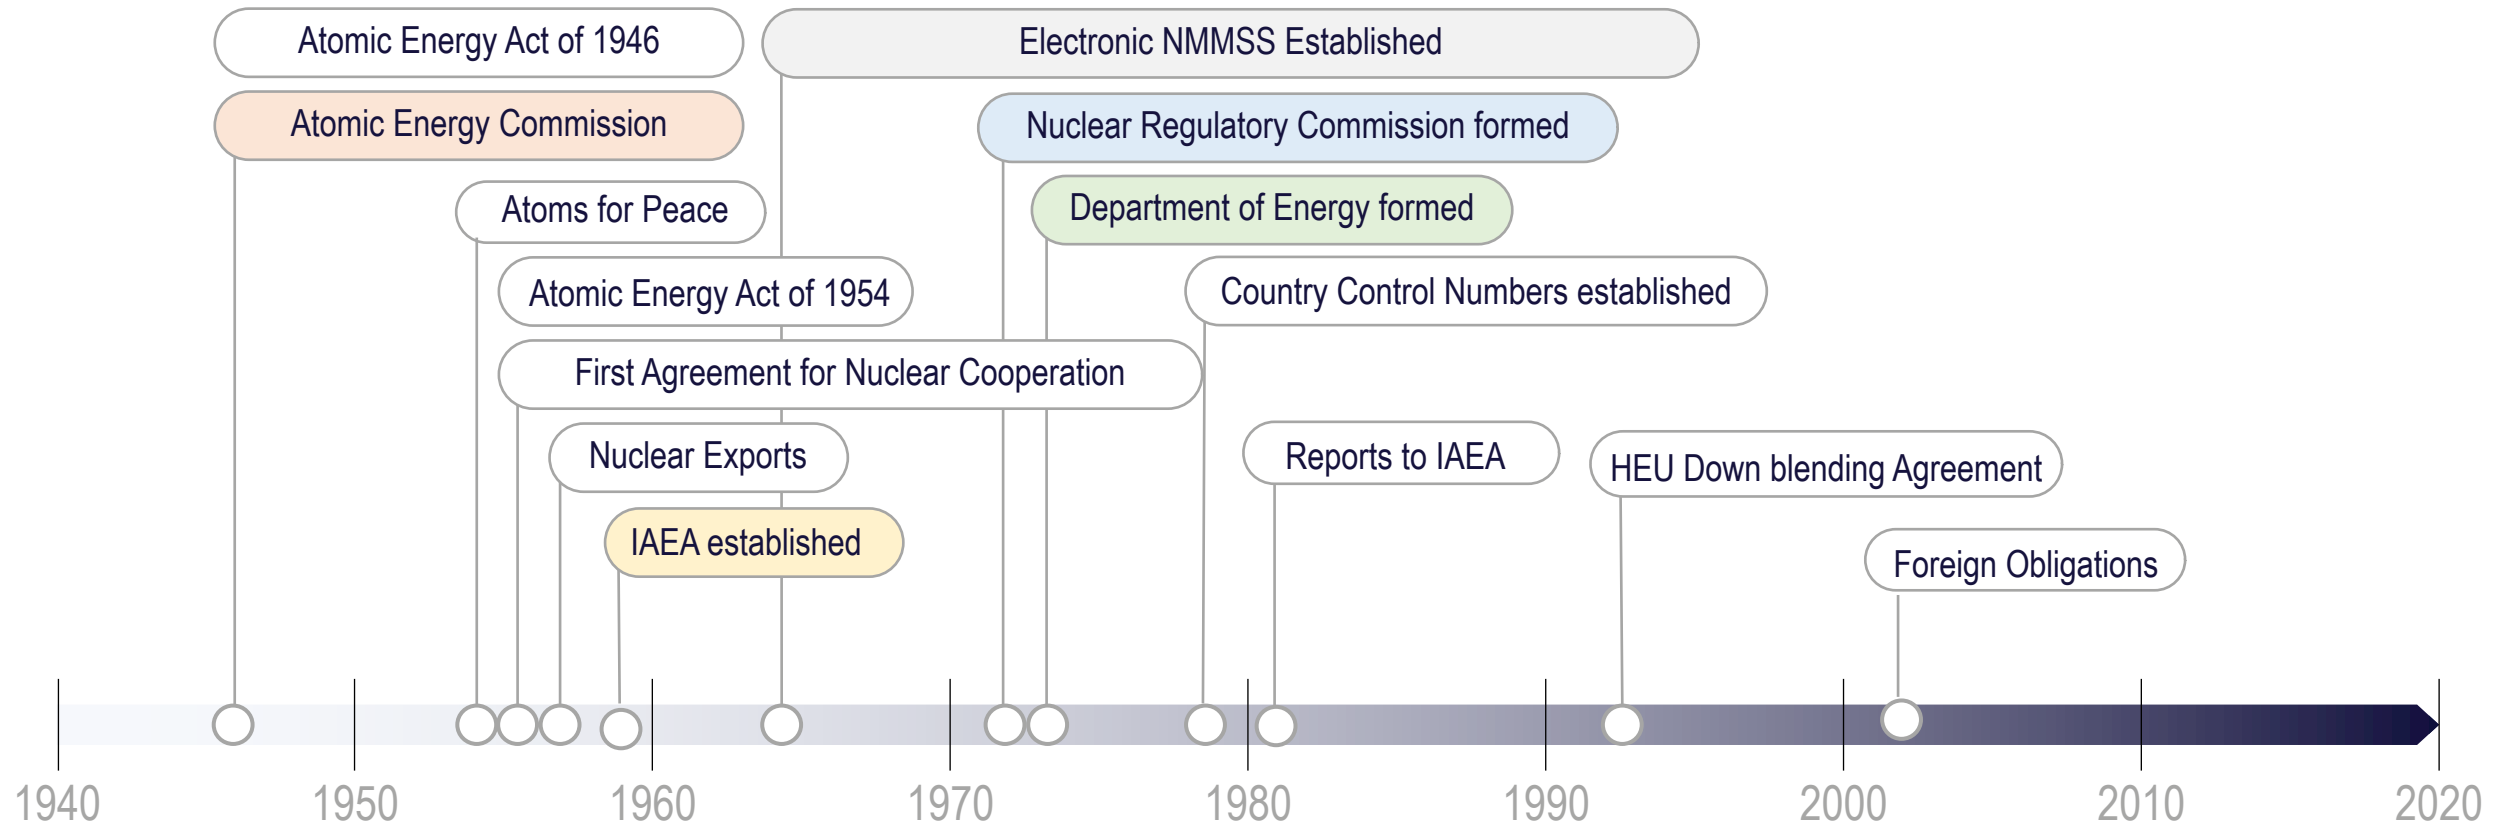 Atomic Energy Act of 1946
Electronic NMMSS Established
Atomic Energy Commission
Nuclear Regulatory Commission formed
Atoms for Peace
Department of Energy formed
Atomic Energy Act of 1954
Country Control Numbers established
First Agreement for Nuclear Cooperation
Nuclear Exports
Reports to IAEA
HEU Down blending Agreement
IAEA established
Foreign Obligations
1940 1950 1960 1970 1980 1990 2000 2010 2020